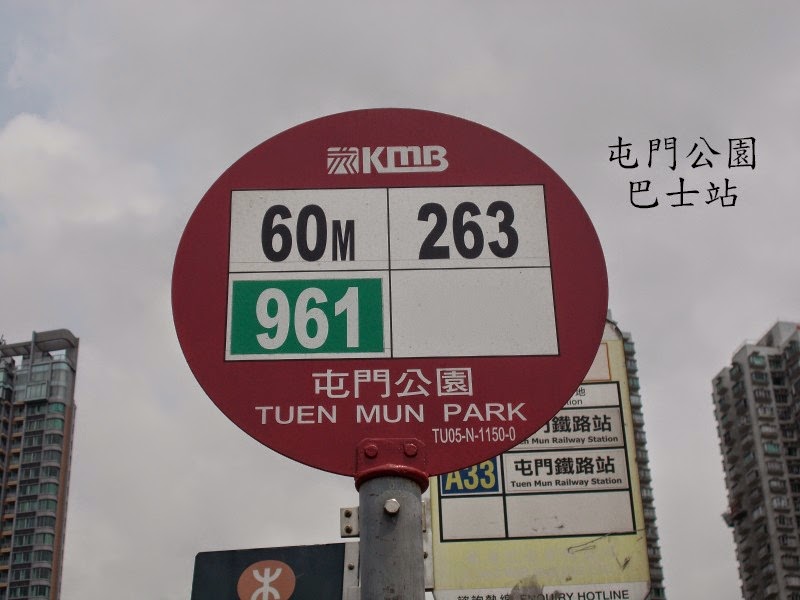 屯門公園
巴士站
KMB
60M 263
961
屯門公園
TUEN MUN PARK
TU05-N-1150-0
地
門鐵路站
n Mun Railway Station
A33 屯門鐵路站
Tuen Mun Railway Station
ENQUIRY HOTLINE